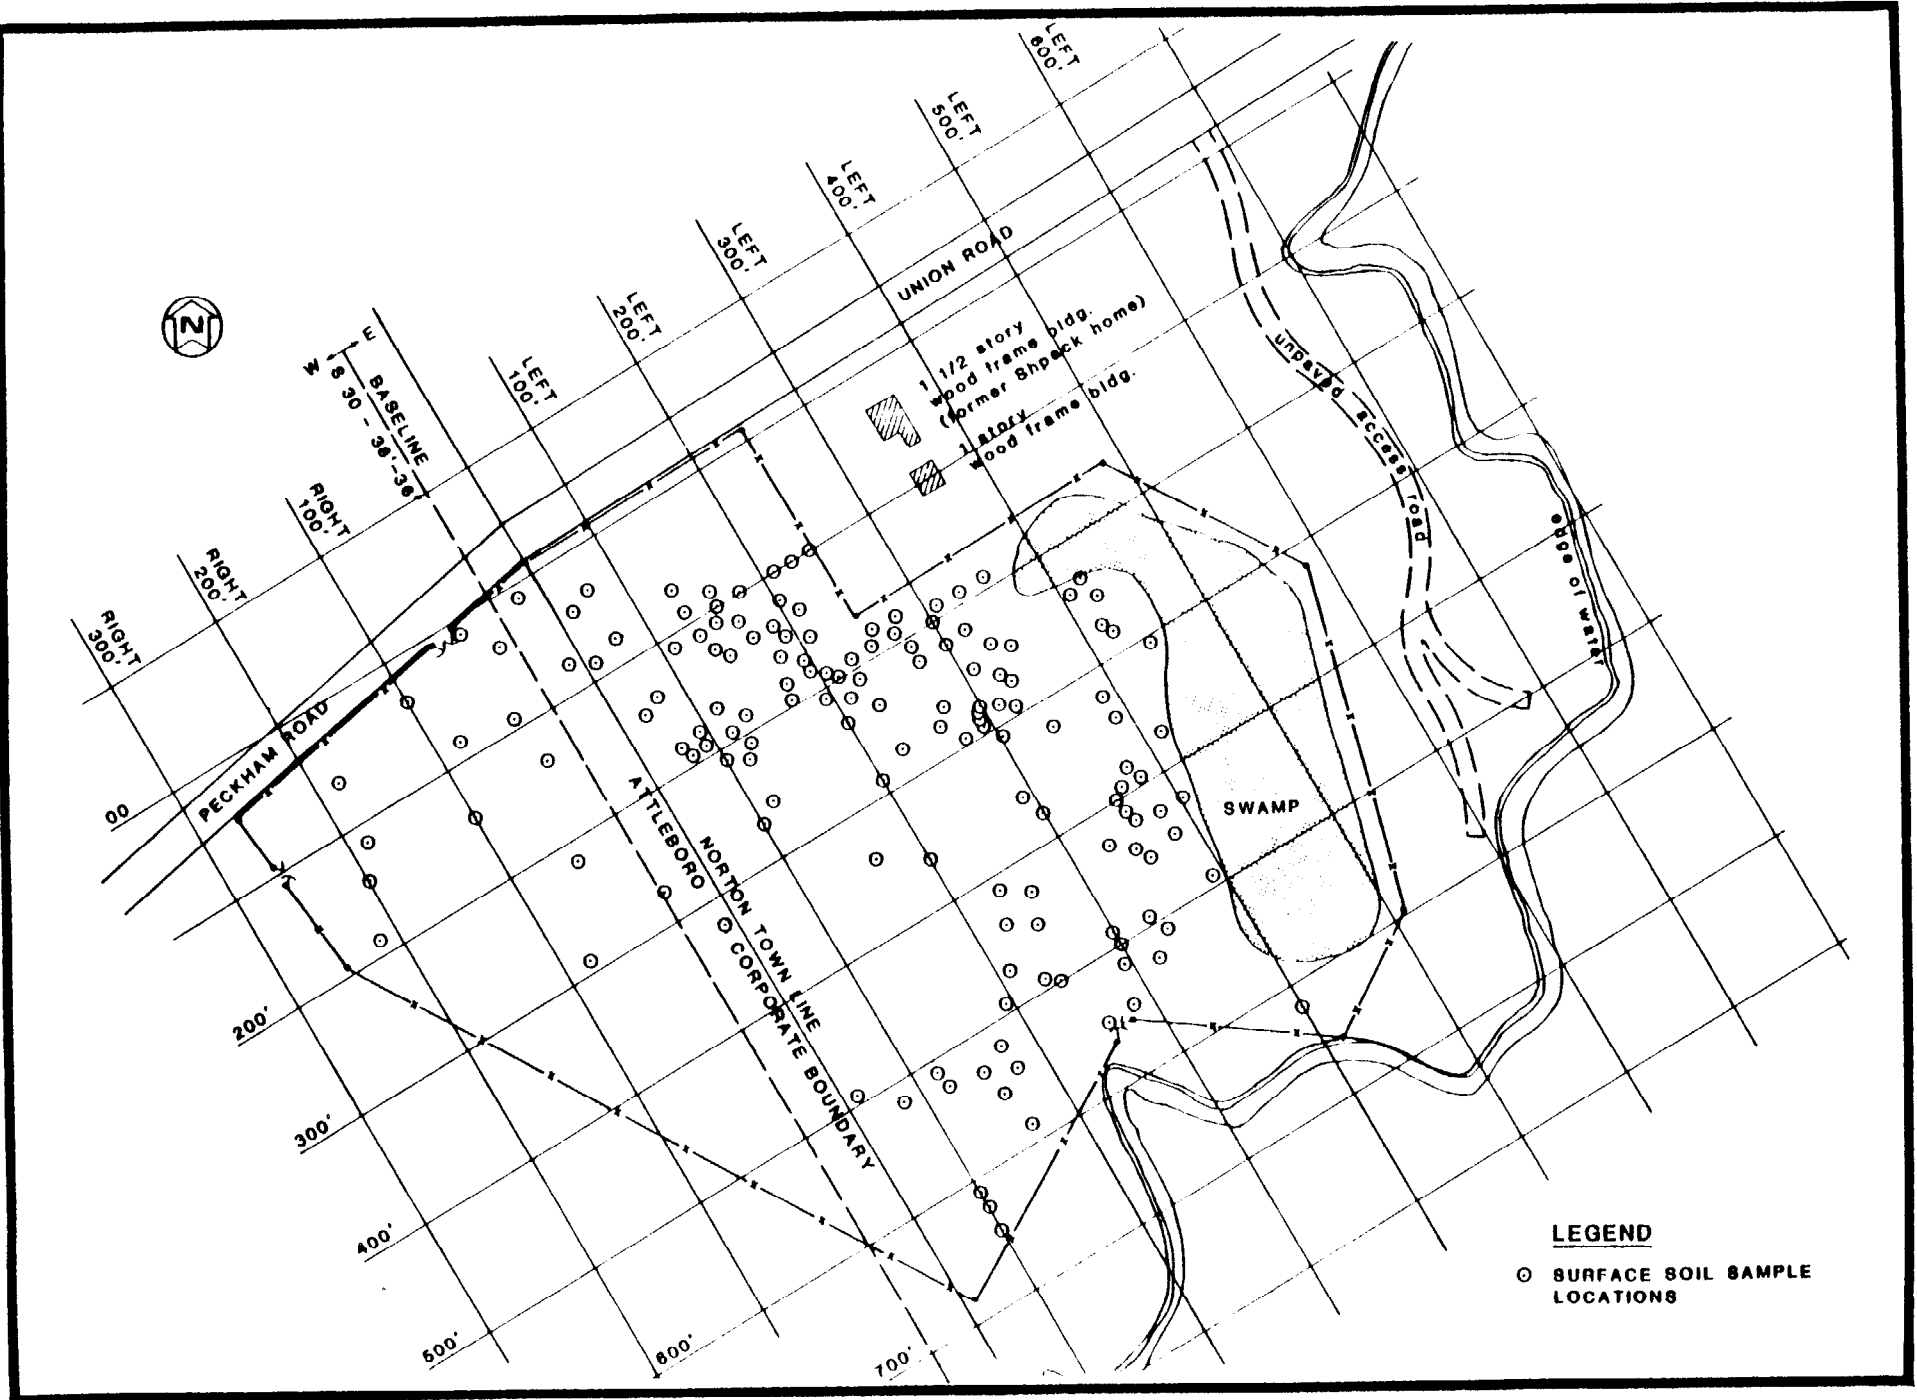 LEFT
600'
LEFT
500'
LEFT
400'
LEFT
300'
LEFT
200'
LEFT
100'
UNION ROAD
N
W
E
S 30 - 36'-36"
BASELINE
RIGHT
100'
RIGHT
200'
RIGHT
300'
1 1/2 story
wood frame bldg.
(former Shpack home)
1 story
wood frame bldg.
unpaved access road
edge of water
PECKHAM ROAD
00
SWAMP
ATTLEBORO CORPORATE BOUNDARY
NORTON TOWN LINE
200'
300'
400'
500'
600'
700'
LEGEND
SURFACE SOIL SAMPLE
LOCATIONS